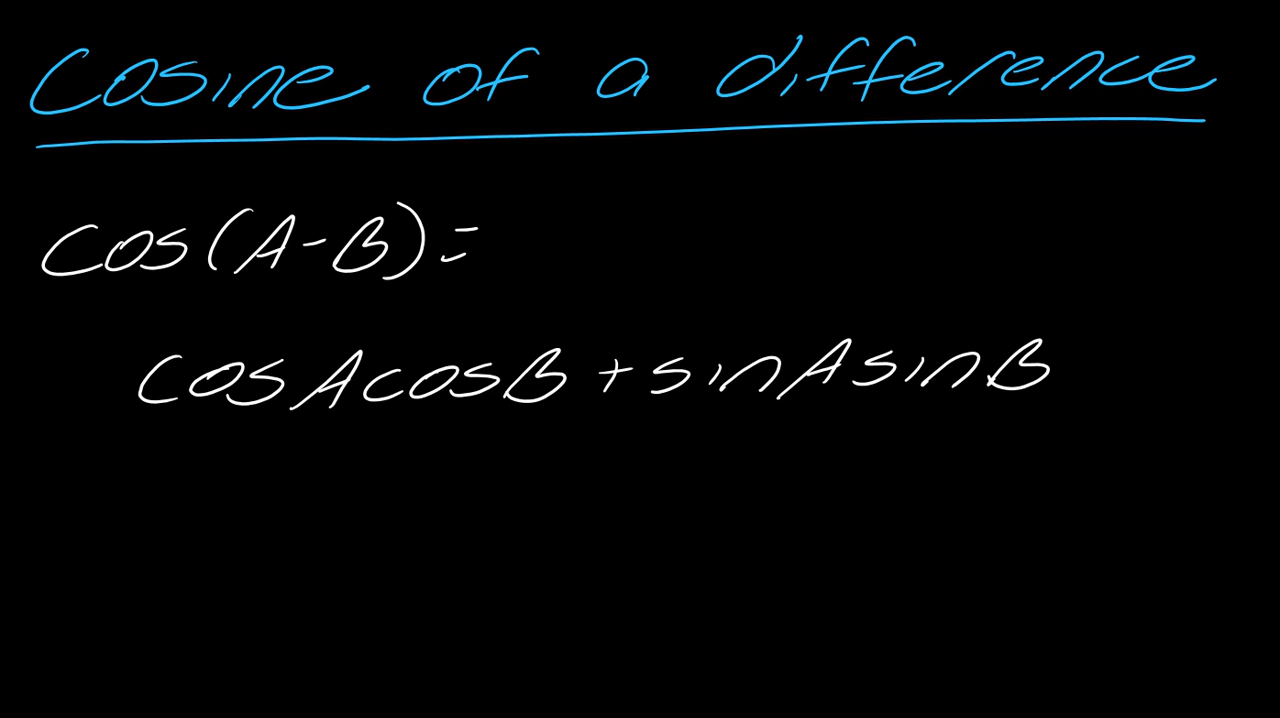 Cosine of a difference
cos(A-B)=
cosAcosB + sinAsinB